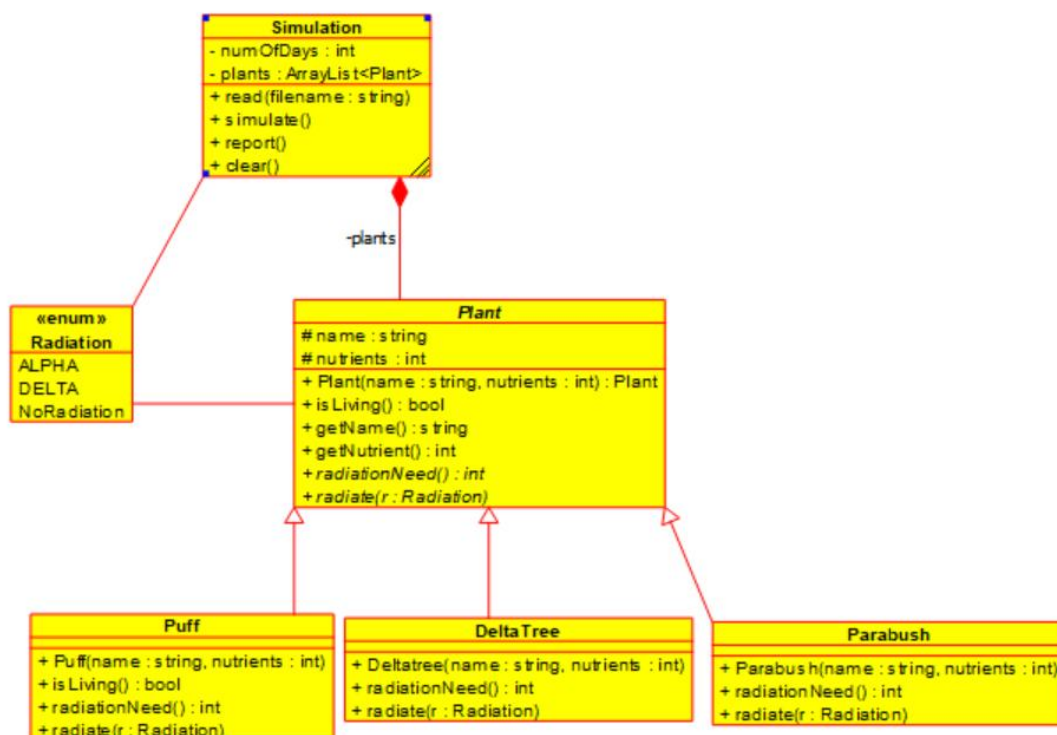 Simulation
- numOfDays : int
- plants : ArrayList<Plant>
+ read(filename : string)
+ simulate()
+ report()
+ clear()
-plants
«enum»
Radiation
ALPHA
DELTA
NoRadiation
Plant
# name : string
# nutrients : int
+ Plant(name : string, nutrients : int) : Plant
+ isLiving() : bool
+ getName() : string
+ getNutrient() : int
+ radiationNeed() : int
+ radiate(r : Radiation)
Puff
+ Puff(name : string, nutrients : int)
+ isLiving() : bool
+ radiationNeed() : int
+ radiate(r : Radiation)
DeltaTree
+ Deltatree(name : string, nutrients : int)
+ radiationNeed() : int
+ radiate(r : Radiation)
Parabush
+ Parabush(name : string, nutrients : int)
+ radiationNeed() : int
+ radiate(r : Radiation)